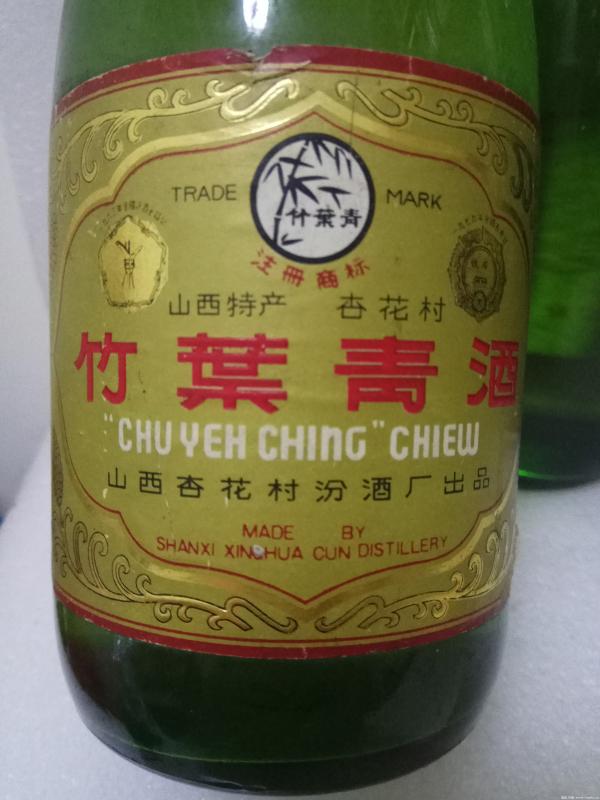 TRADE MARK
竹葉青
注冊商标
山西特产 杏花村
竹葉青酒
"CHU YEH CHING" CHIEW
山西杏花村汾酒厂出品
MADE BY
SHANXI XINGHUA CUN DISTILLERY